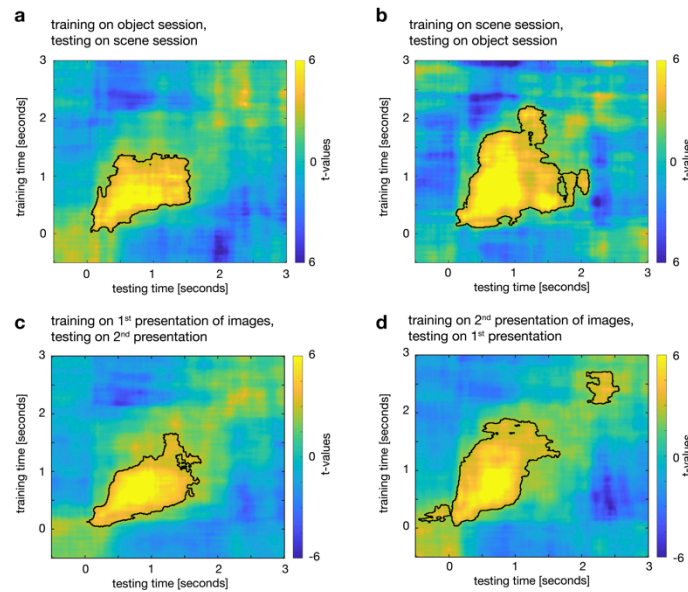 a training on object session,
testing on scene session
3
2
1
0
training time [seconds]
0 1 2 3
testing time [seconds]
6
0
6
t-values
b training on scene session,
testing on object session
3
2
1
0
training time [seconds]
0 1 2 3
testing time [seconds]
6
0
6
t-values
c training on 1st presentation of images,
testing on 2nd presentation
3
2
1
0
training time [seconds]
0 1 2 3
testing time [seconds]
6
0
-6
t-values
d training on 2nd presentation of images,
testing on 1st presentation
3
2
1
0
training time [seconds]
0 1 2 3
testing time [seconds]
6
0
-6
t-values